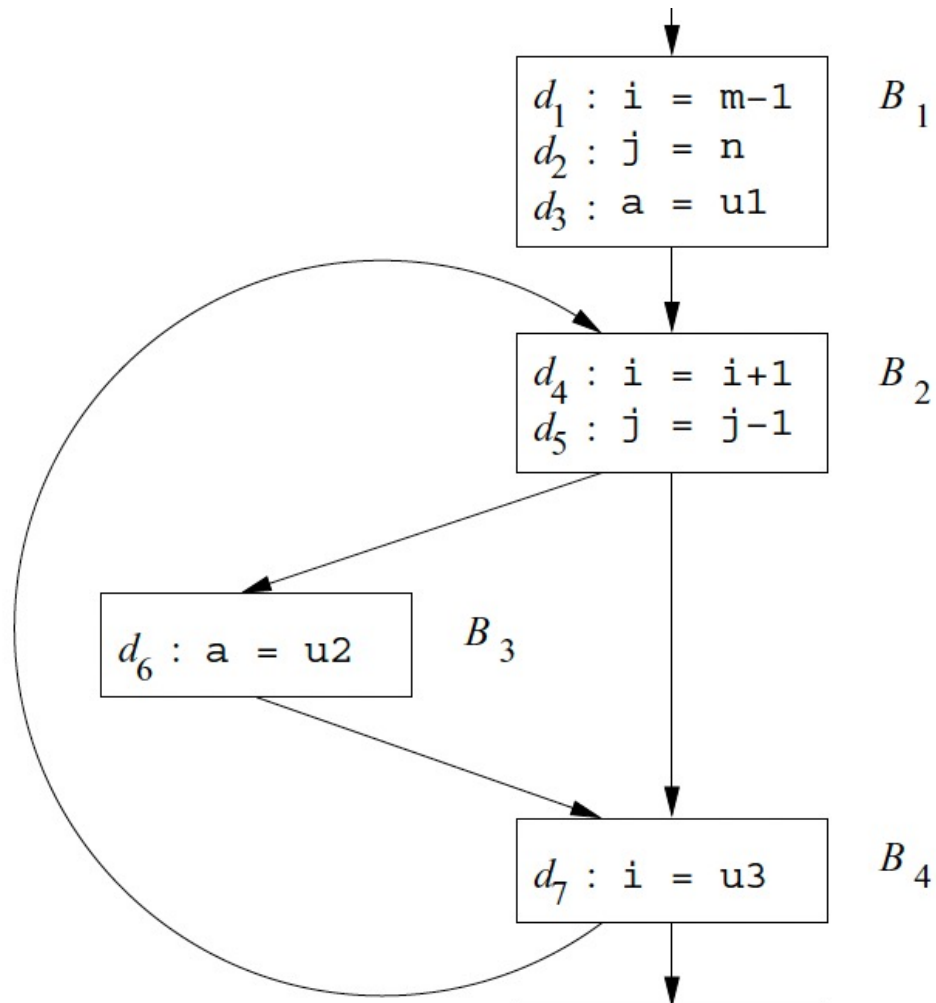 d1 : i = m-1
d2 : j = n
d3 : a = u1
B1
d4 : i = i+1
d5 : j = j-1
B2
d6 : a = u2
B3
d7 : i = u3
B4